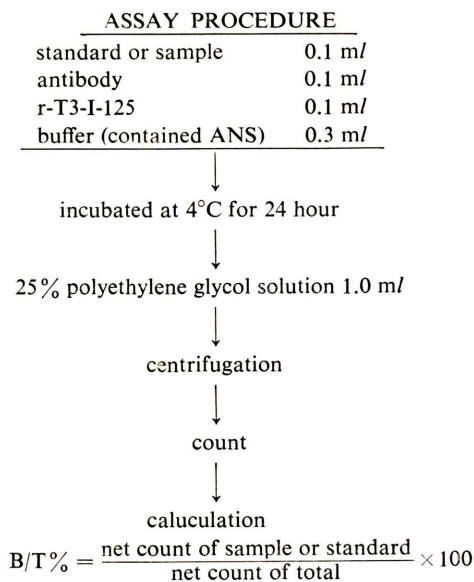 ASSAY PROCEDURE
standard or sample 0.1 ml
antibody 0.1 ml
r-T3-I-125 0.1 ml
buffer (contained ANS) 0.3 ml
incubated at 4°C for 24 hour
25% polyethylene glycol solution 1.0 ml
centrifugation
count
caluculation
B/T% = net count of sample or standard / net count of total × 100